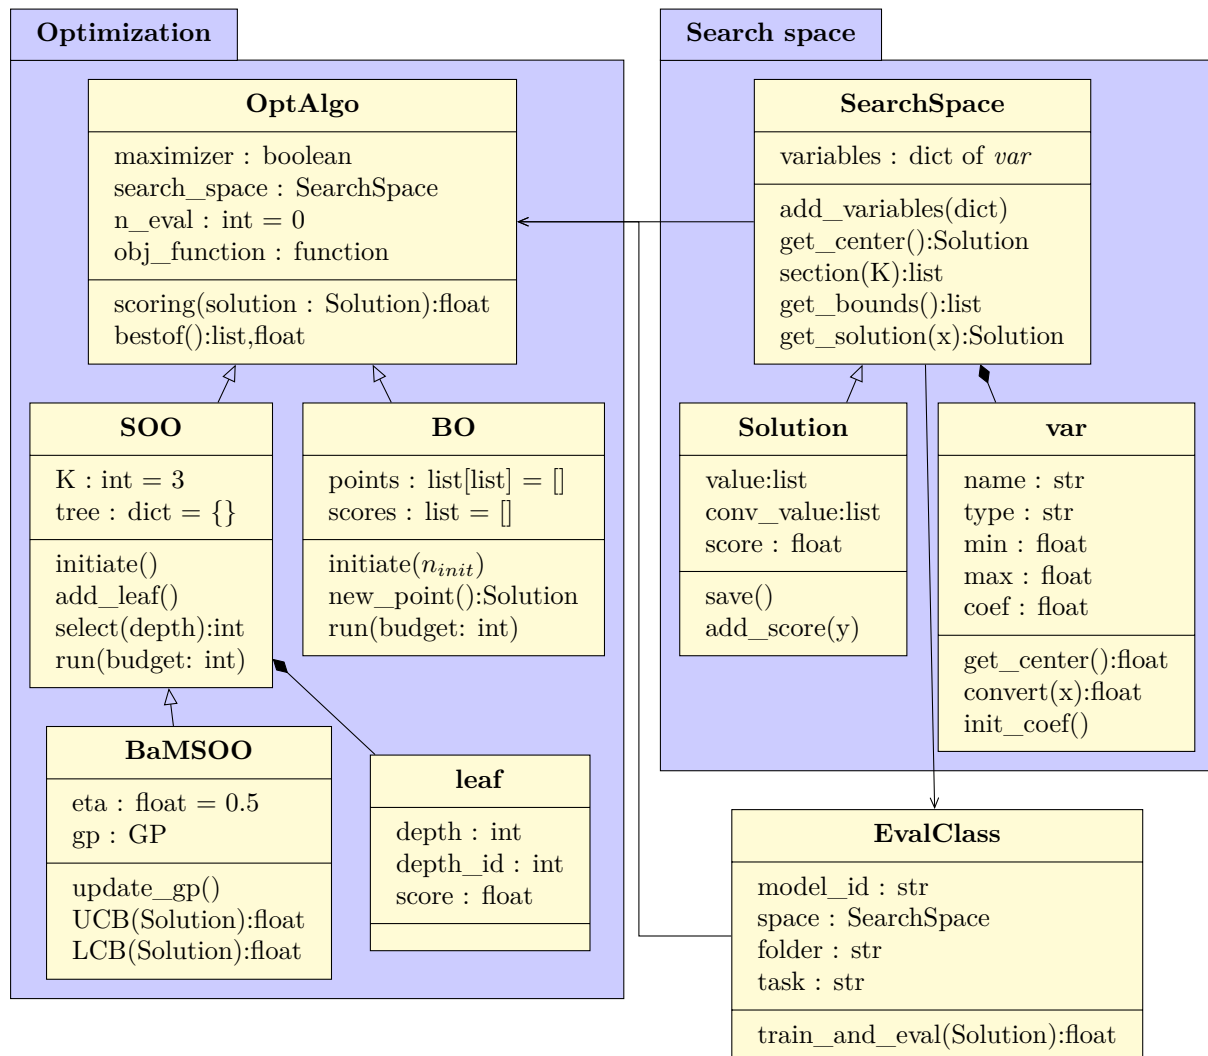 Optimization
OptAlgo
maximizer : boolean
search_space : SearchSpace
n_eval : int = 0
obj_function : function
scoring(solution : Solution):float
bestof():list,float
SOO
K : int = 3
tree : dict = {}
initiate()
add_leaf()
select(depth):int
run(budget: int)
BO
points : list[list] = []
scores : list = []
initiate(n_init)
new_point():Solution
run(budget: int)
BaMSOO
eta : float = 0.5
gp : GP
update_gp()
UCB(Solution):float
LCB(Solution):float
leaf
depth : int
depth_id : int
score : float
Search space
SearchSpace
variables : dict of var
add_variables(dict)
get_center():Solution
section(K):list
get_bounds():list
get_solution(x):Solution
Solution
value:list
conv_value:list
score : float
save()
add_score(y)
var
name : str
type : str
min : float
max : float
coef : float
get_center():float
convert(x):float
init_coef()
EvalClass
model_id : str
space : SearchSpace
folder : str
task : str
train_and_eval(Solution):float